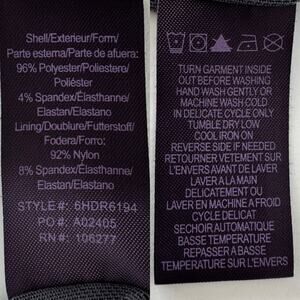 Shell/Exterieur/Form/
Parte esterna/Parte de afuera:
96% Polyester/Poliestere/
Poliéster
4% Spandex/Élasthanne/
Elastan/Elastano
Lining/Doublure/Futterstoff/
Fodera/Forro:
92% Nylon
8% Spandex/Élasthanne/
Elastan/Elastano
STYLE#: 6HDR6194
PO #: A02405
RN#: 106277
TURN GARMENT INSIDE
OUT BEFORE WASHING
HAND WASH GENTLY OR
MACHINE WASH COLD
IN DELICATE CYCLE ONLY
TUMBLE DRY LOW
COOL IRON ON
REVERSE SIDE IF NEEDED
RETOURNER VETEMENT SUR
L'ENVERS AVANT DE LAVER
LAVER A LA MAIN
DELICATEMENT OU
LAVER EN MACHINE A FROID
CYCLE DELICAT
SECHOIR AUTOMATIQUE
BASSE TEMPERATURE
REPASSER A BASSE
TEMPERATURE SUR L'ENVERS